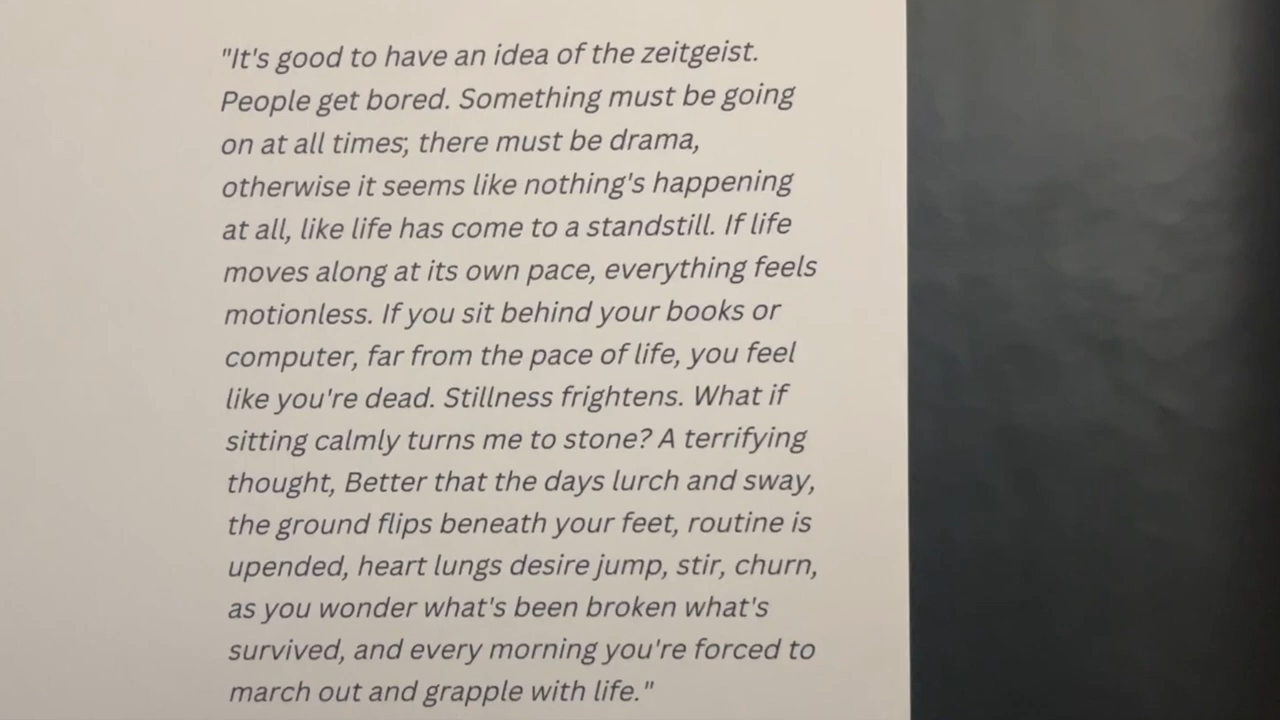 "It's good to have an idea of the zeitgeist.
People get bored. Something must be going
on at all times; there must be drama,
otherwise it seems like nothing's happening
at all, like life has come to a standstill. If life
moves along at its own pace, everything feels
motionless. If you sit behind your books or
computer, far from the pace of life, you feel
like you're dead. Stillness frightens. What if
sitting calmly turns me to stone? A terrifying
thought, Better that the days lurch and sway,
the ground flips beneath your feet, routine is
upended, heart lungs desire jump, stir, churn,
as you wonder what's been broken what's
survived, and every morning you're forced to
march out and grapple with life."